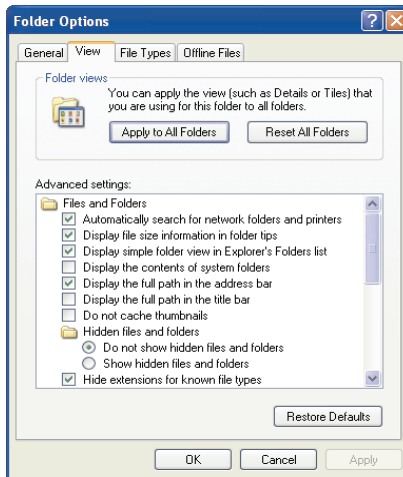 Folder Options
General View File Types Offline Files
Folder views
You can apply the view (such as Details or Tiles) that
you are using for this folder to all folders.
Apply to All Folders Reset All Folders
Advanced settings:
Files and Folders
Automatically search for network folders and printers
Display file size information in folder tips
Display simple folder view in Explorer's Folders list
Display the contents of system folders
Display the full path in the address bar
Display the full path in the title bar
Do not cache thumbnails
Hidden files and folders
Do not show hidden files and folders
Show hidden files and folders
Hide extensions for known file types
Restore Defaults
OK Cancel Apply